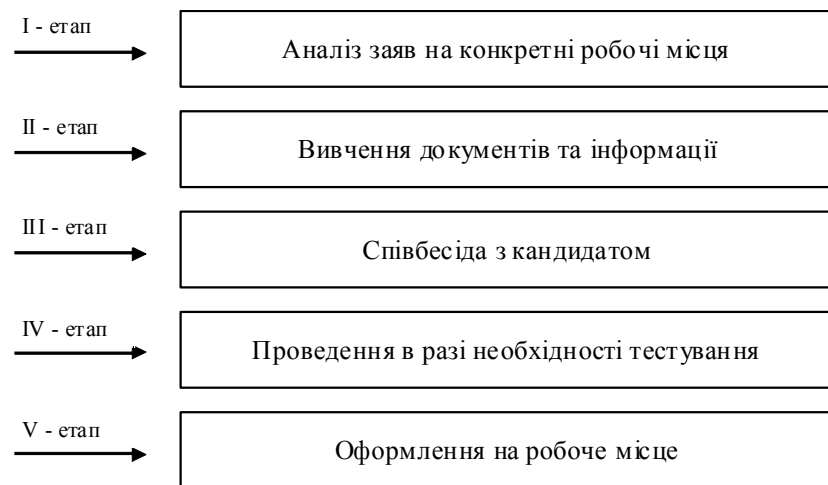 I - етап
Аналіз заяв на конкретні робочі місця
II - етап
Вивчення документів та інформації
III - етап
Співбесіда з кандидатом
IV - етап
Проведення в разі необхідності тестування
V - етап
Оформлення на робоче місце